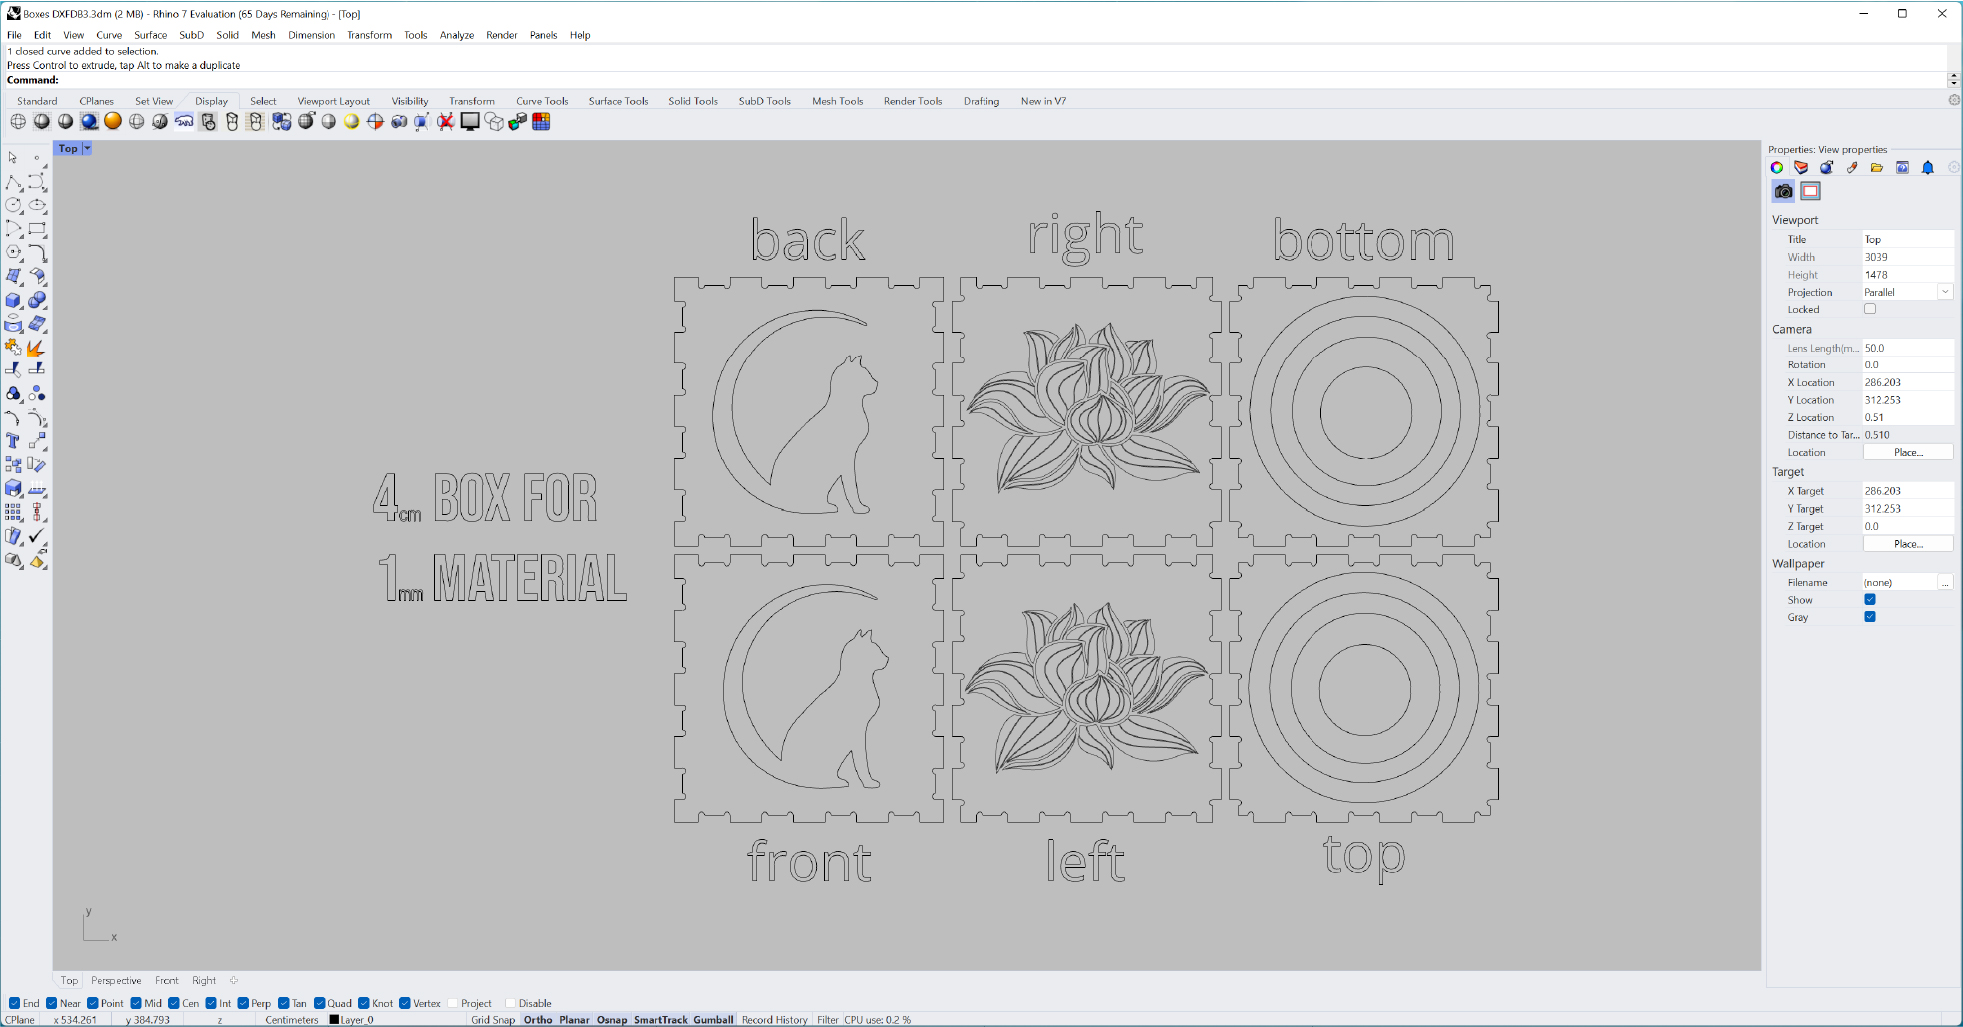 Boxes DXFDB3.3dm (2 MB) - Rhino 7 Evaluation (65 Days Remaining) - [Top]
File Edit View Curve Surface SubD Solid Mesh Dimension Transform Tools Analyze Render Panels Help
1 closed curve added to selection.
Press Control to extrude, tap Alt to make a duplicate
Command:
Standard CPlanes Set View Display Select Viewport Layout Visibility Transform Curve Tools Surface Tools Solid Tools SubD Tools Mesh Tools Render Tools Drafting New in V7
Top
back right bottom
4cm BOX FOR
1mm MATERIAL
front left top
y
x
Properties: View properties
Viewport
Title Top
Width 3039
Height 1478
Projection Parallel
Locked
Camera
Lens Length(m... 50.0
Rotation 0.0
X Location 286.203
Y Location 312.253
Z Location 0.51
Distance to Tar... 0.510
Location Place...
Target
X Target 286.203
Y Target 312.253
Z Target 0.0
Location Place...
Wallpaper
Filename (none) ...
Show
Gray
Top Perspective Front Right
End Near Point Mid Cen Int Perp Tan Quad Knot Vertex Project Disable
CPlane x 534.261 y 384.793 z Centimeters Layer_0 Grid Snap Ortho Planar Osnap SmartTrack Gumball Record History Filter CPU use: 0.2 %